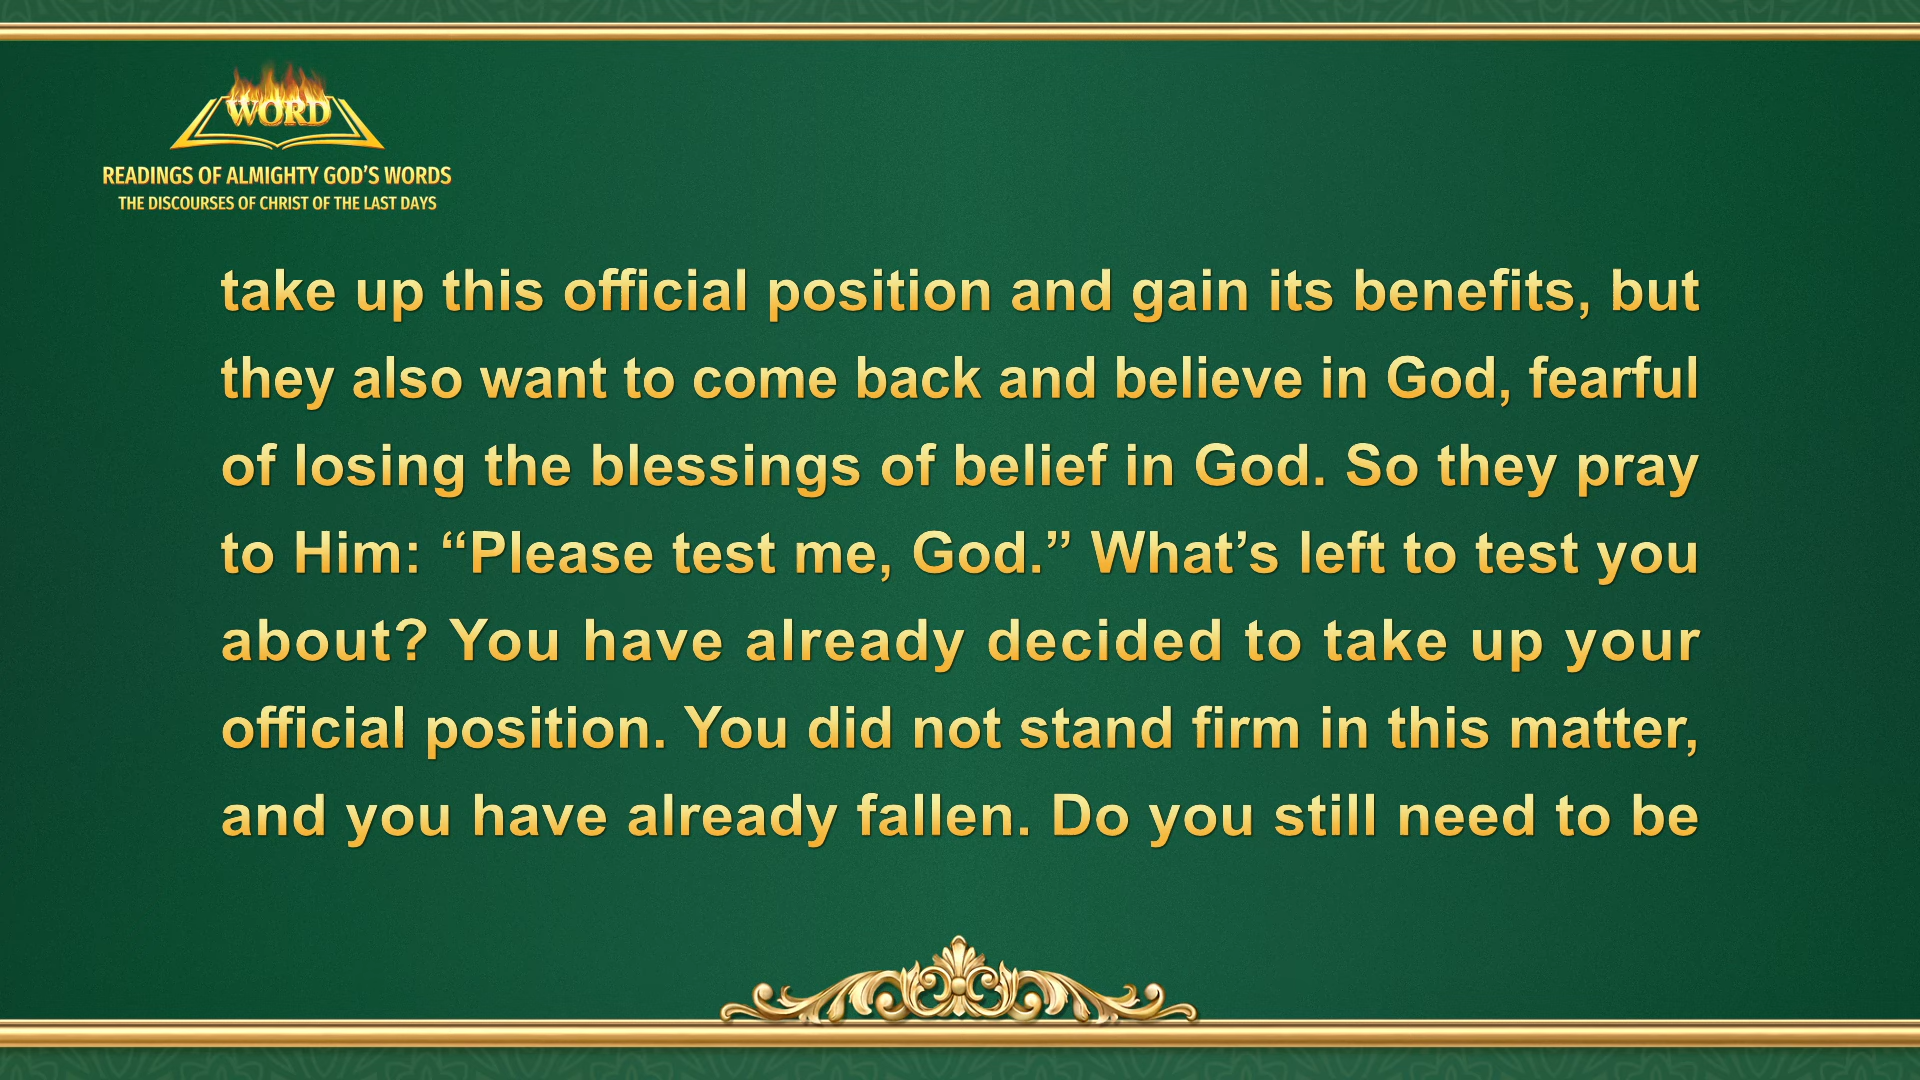 WORD
READINGS OF ALMIGHTY GOD’S WORDS
THE DISCOURSES OF CHRIST OF THE LAST DAYS
take up this official position and gain its benefits, but
they also want to come back and believe in God, fearful
of losing the blessings of belief in God. So they pray
to Him: “Please test me, God.” What’s left to test you
about? You have already decided to take up your
official position. You did not stand firm in this matter,
and you have already fallen. Do you still need to be